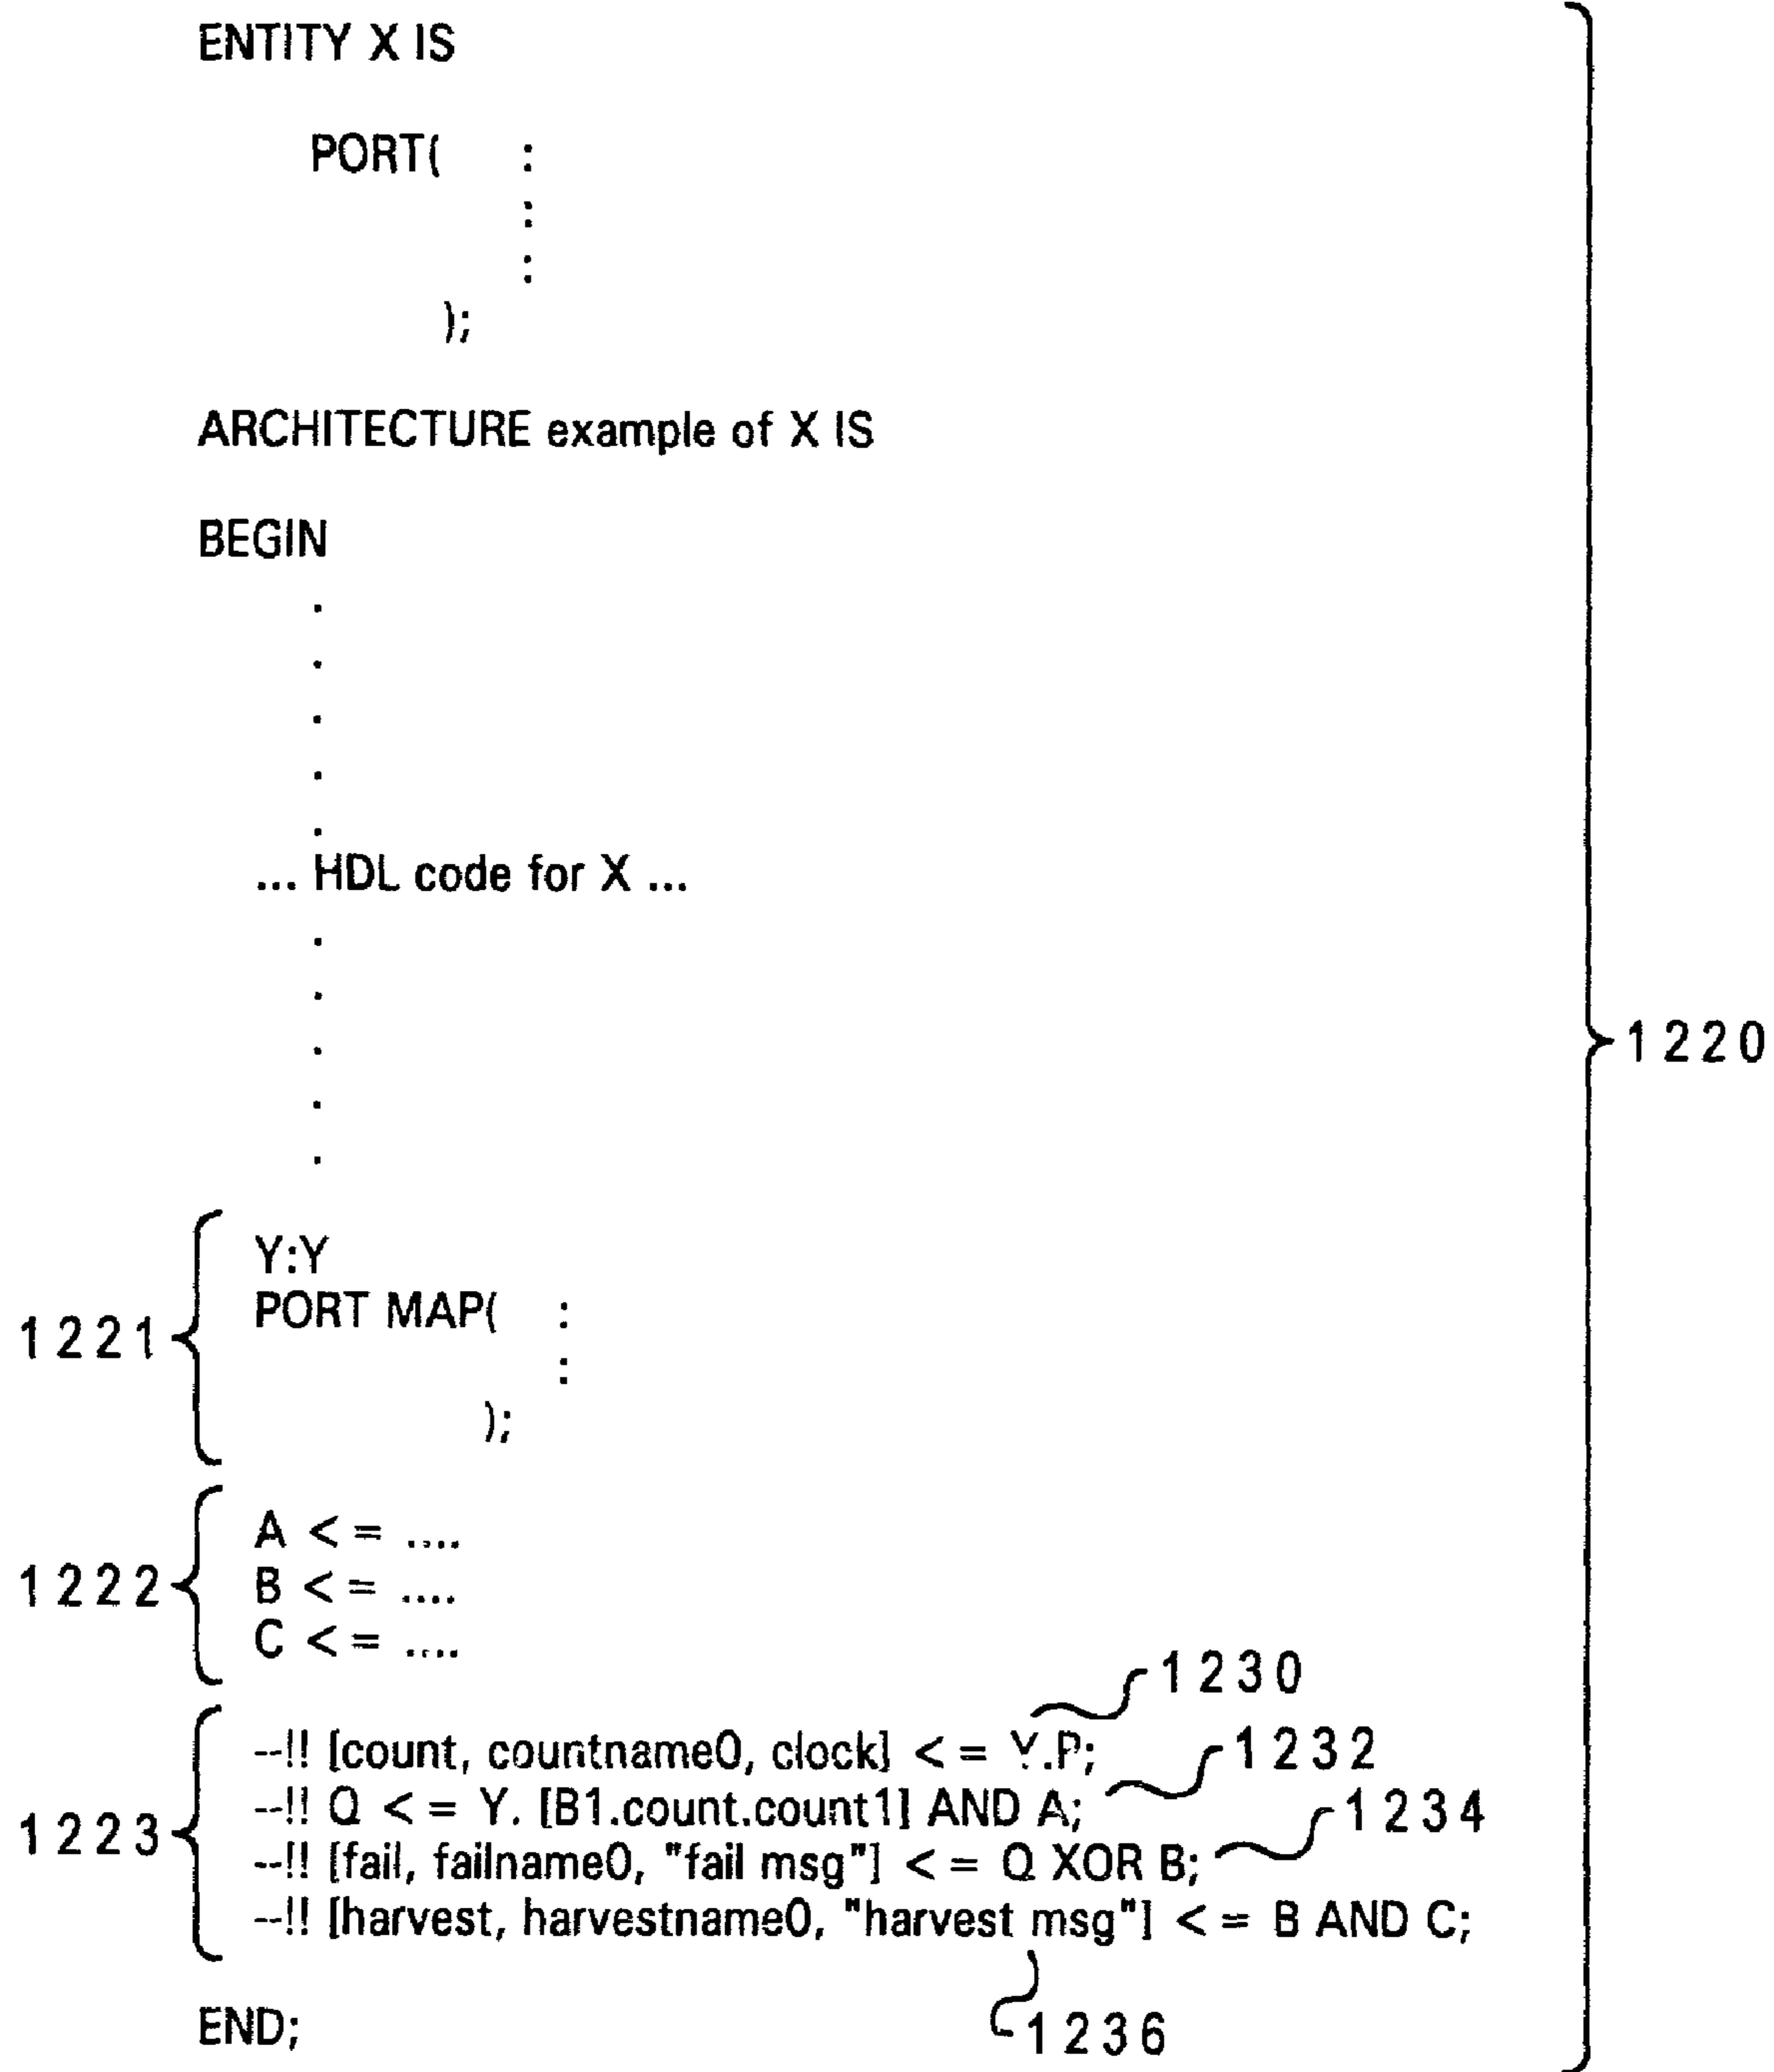 ENTITY X IS
PORT( :
:
:
);
ARCHITECTURE example of X IS
BEGIN
.
.
.
.
.
... HDL code for X ...
.
.
.
.
.
1220
Y:Y
PORT MAP( :
:
);
1221
A <= ....
B <= ....
C <= ....
1222
1230
--!! [count, countname0, clock] <= Y.P;
1232
--!! Q <= Y. [B1.count.count1] AND A;
1234
1223
--!! [fail, failname0, "fail msg"] <= Q XOR B;
--!! [harvest, harvestname0, "harvest msg"] <= B AND C;
END;
1236